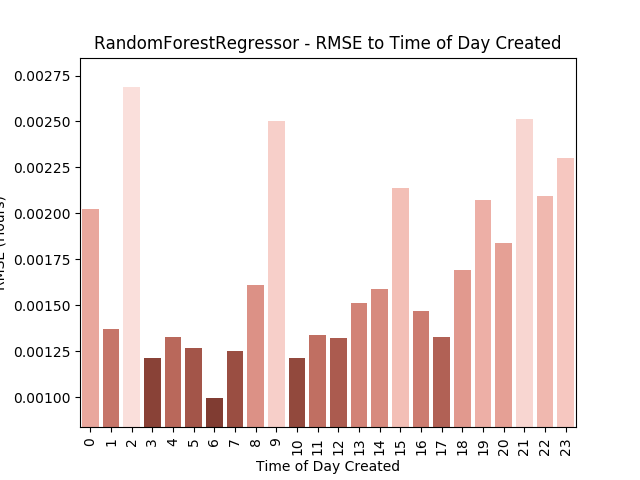 RandomForestRegressor - RMSE to Time of Day Created
0.00275
0.00250
0.00225
0.00200
0.00175
0.00150
0.00125
0.00100
RMSE (Hours)
0 1 2 3 4 5 6 7 8 9 10 11 12 13 14 15 16 17 18 19 20 21 22 23
Time of Day Created